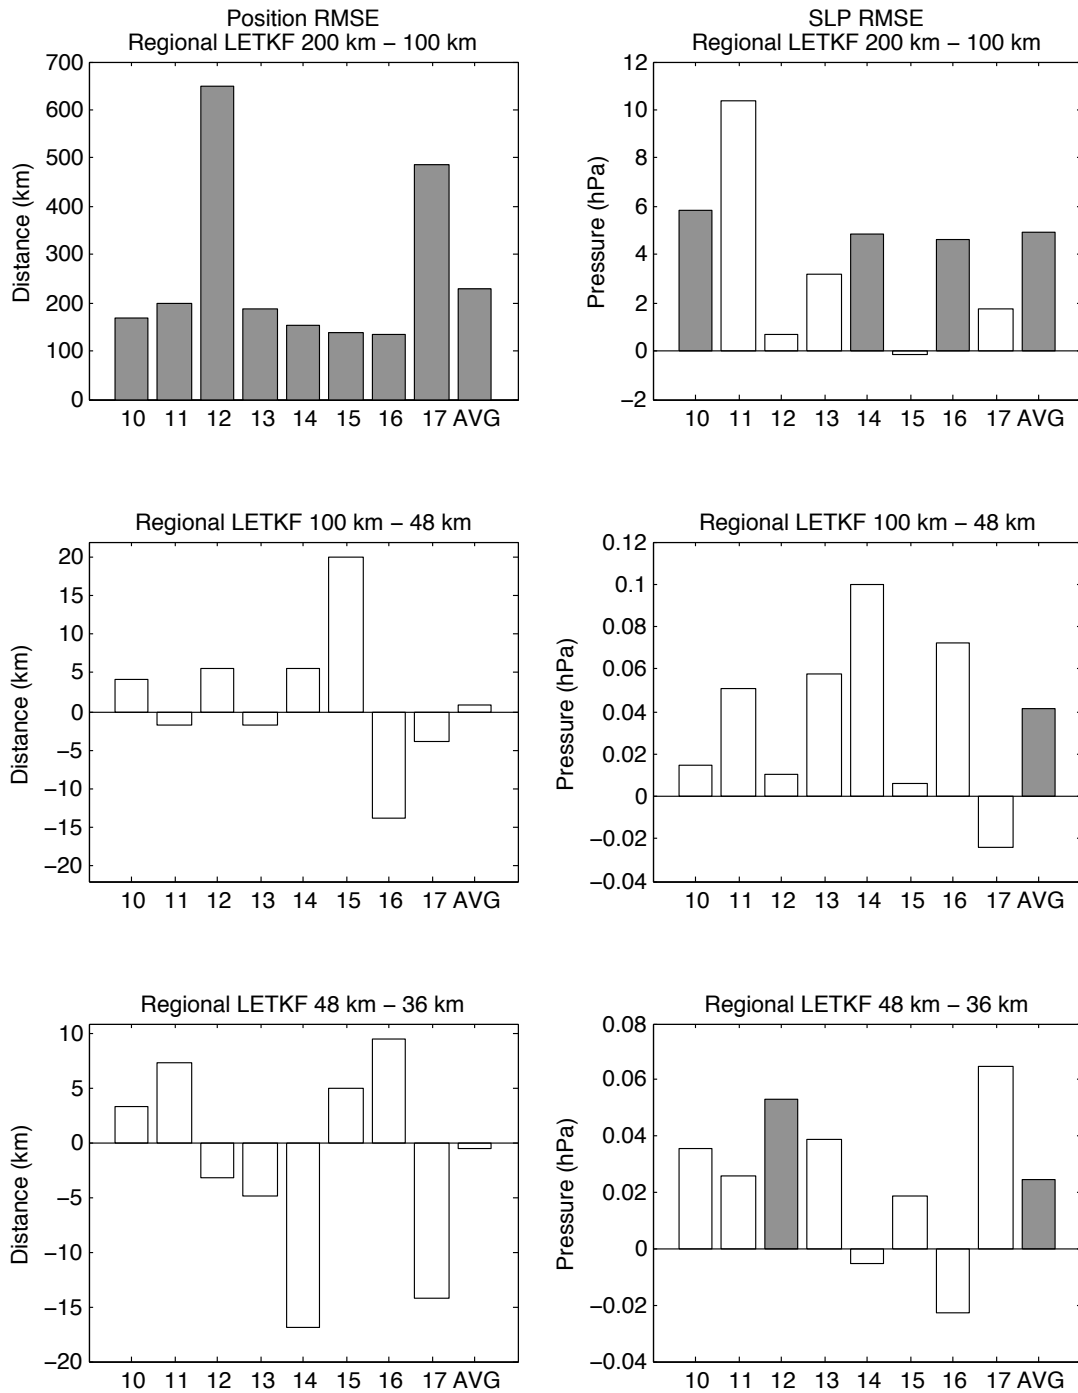 Position RMSE
Regional LETKF 200 km – 100 km
700
600
500
400
300
200
100
0
Distance (km)
10 11 12 13 14 15 16 17 AVG
SLP RMSE
Regional LETKF 200 km – 100 km
12
10
8
6
4
2
0
−2
Pressure (hPa)
10 11 12 13 14 15 16 17 AVG
Regional LETKF 100 km – 48 km
20
15
10
5
0
−5
−10
−15
−20
Distance (km)
10 11 12 13 14 15 16 17 AVG
Regional LETKF 100 km – 48 km
0.12
0.1
0.08
0.06
0.04
0.02
0
−0.02
−0.04
Pressure (hPa)
10 11 12 13 14 15 16 17 AVG
Regional LETKF 48 km – 36 km
10
5
0
−5
−10
−15
−20
Distance (km)
10 11 12 13 14 15 16 17 AVG
Regional LETKF 48 km – 36 km
0.08
0.06
0.04
0.02
0
−0.02
−0.04
Pressure (hPa)
10 11 12 13 14 15 16 17 AVG